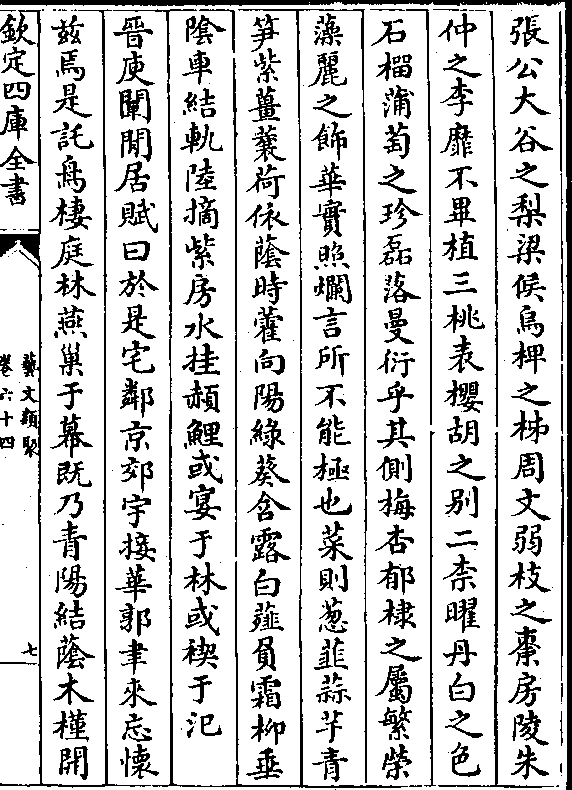 張公大谷之梨梁侯烏椑之柹周文弱枝之棗房陵朱
仲之李靡不畢植三桃表櫻胡之别二柰曜丹白之色
石榴蒲萄之珍磊落曼衍乎其側梅杏郁棣之屬繁榮
藻麗之飾華實照爛言所不能極也菜則葱韭蒜芋青
笋紫薑蘘荷依蔭時藿向陽綠葵含露白薤負霜柳垂
隂車結軌陸摘紫房水挂頳鯉或宴于林或禊于汜
晉庾闡閒居賦曰於是宅鄰京郊宇接華郭聿來忘懷
兹焉是託鳥棲庭林燕巢于幕既乃青陽結蔭木槿開
欽定四庫全書
藝文類聚
卷六十四
七